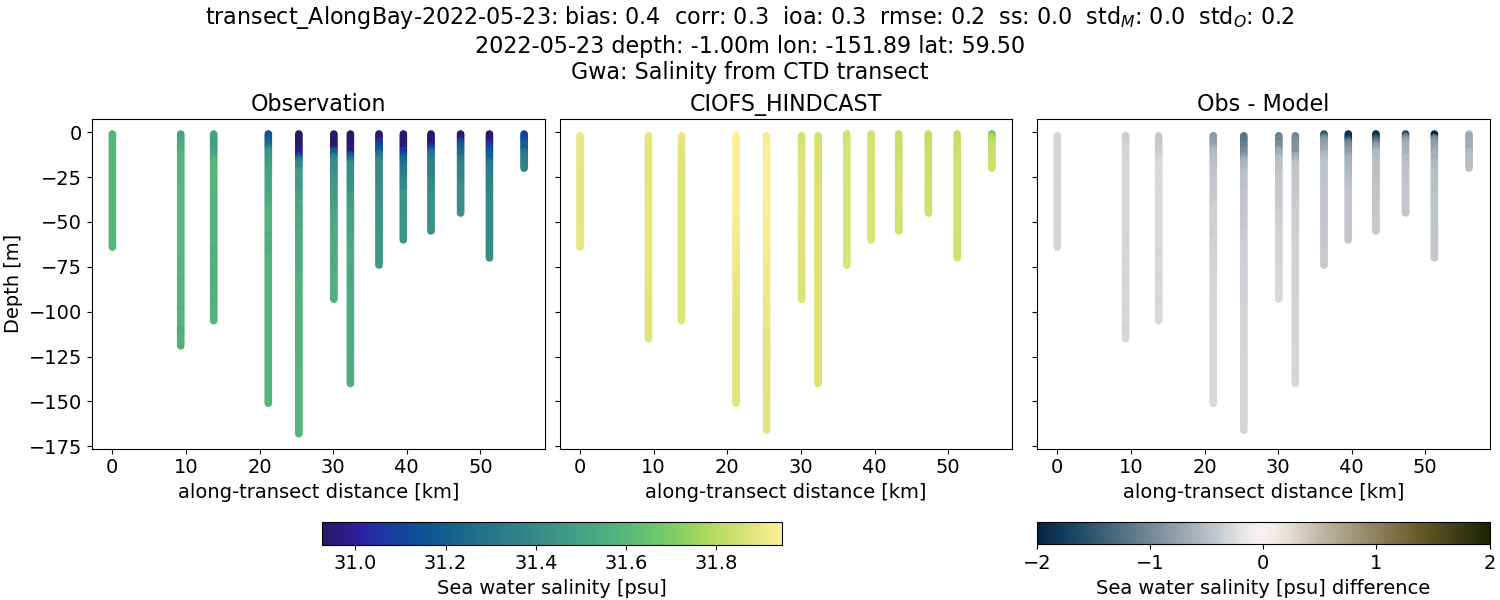 transect_AlongBay-2022-05-23: bias: 0.4  corr: 0.3  ioa: 0.3  rmse: 0.2  ss: 0.0  std_M: 0.0  std_O: 0.2
2022-05-23 depth: -1.00m lon: -151.89 lat: 59.50
Gwa: Salinity from CTD transect
Observation
CIOFS_HINDCAST
Obs - Model
Depth [m]
0
−25
−50
−75
−100
−125
−150
−175
0 10 20 30 40 50
0 10 20 30 40 50
0 10 20 30 40 50
along-transect distance [km]
along-transect distance [km]
along-transect distance [km]
31.0 31.2 31.4 31.6 31.8
Sea water salinity [psu]
−2 −1 0 1 2
Sea water salinity [psu] difference